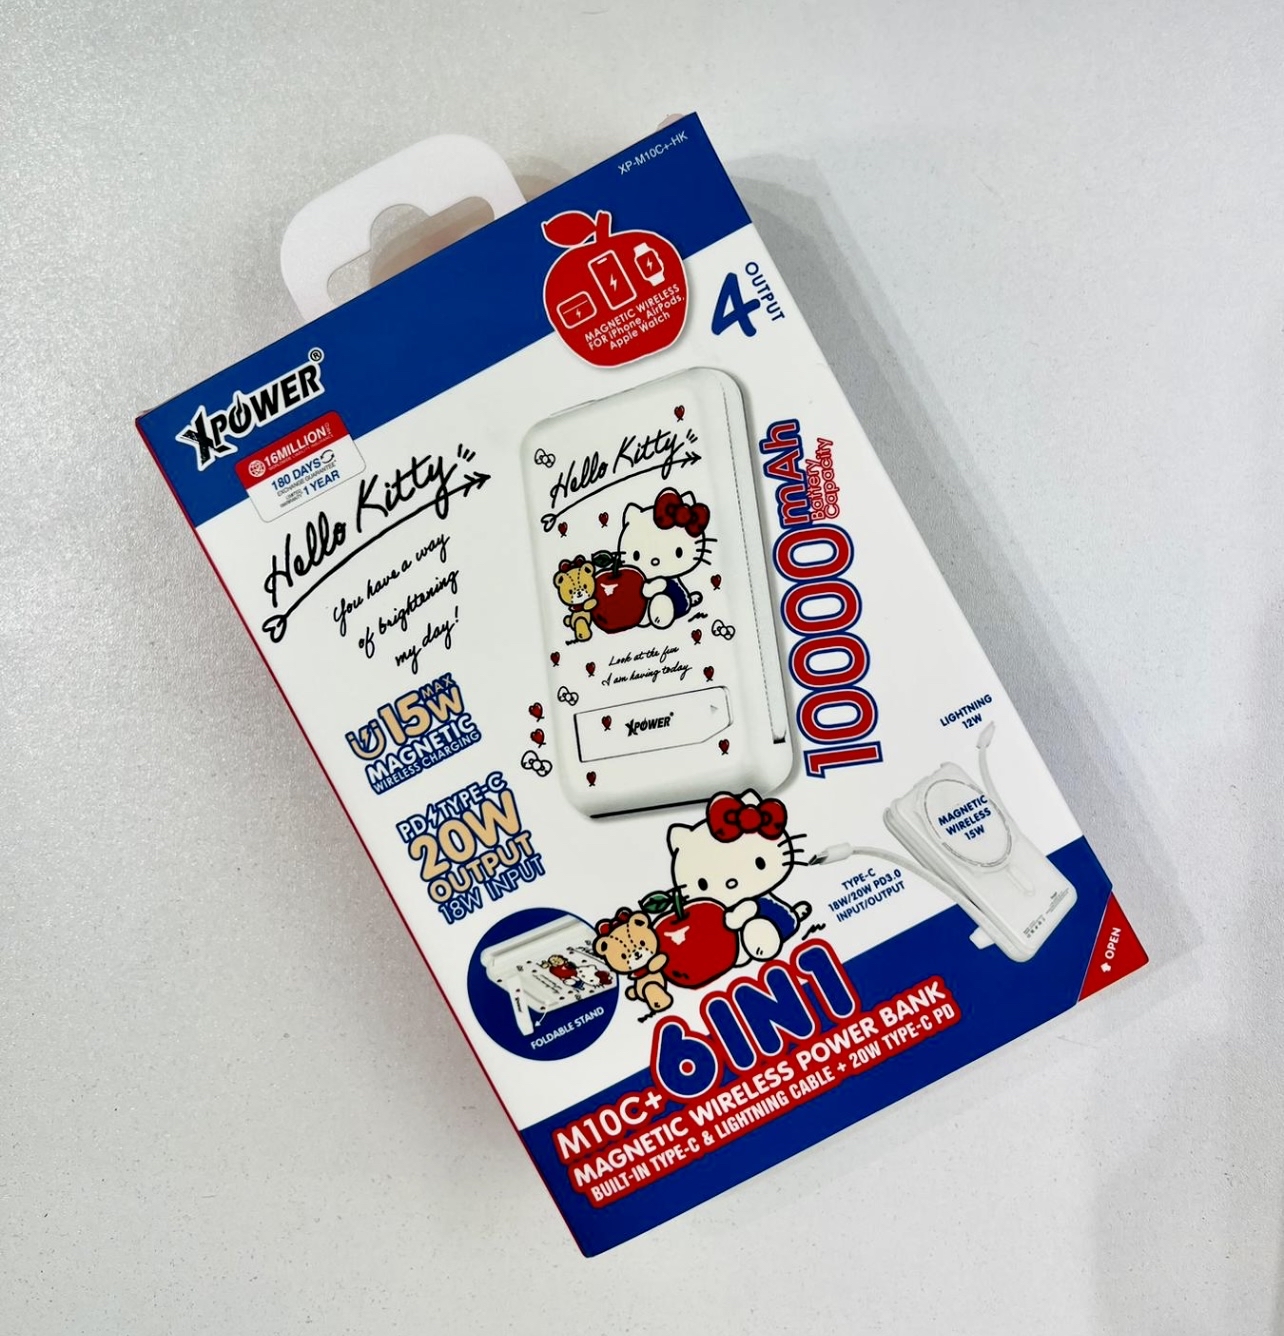 XP-M10C+-HK
MAGNETIC WIRELESS
FOR iPhone, AirPods,
Apple Watch
4
OUTPUT
XPOWER®
16MILLION
180 DAYS
EXCHANGE GUARANTEE
LIMITED
WARRANTY
1 YEAR
Hello Kitty
You have a way
of brightening
my day!
Hello Kitty
Look at the fun
I am having today
XPOWER®
10000mAh
Battery
Capacity
15W
MAX
MAGNETIC
WIRELESS CHARGING
PD TYPE-C
20W
OUTPUT
18W INPUT
LIGHTNING
12W
MAGNETIC
WIRELESS
15W
TYPE-C
18W/20W PD3.0
INPUT/OUTPUT
FOLDABLE STAND
OPEN
M10C+ 6IN1
MAGNETIC WIRELESS POWER BANK
BUILT-IN TYPE-C & LIGHTNING CABLE + 20W TYPE-C PD